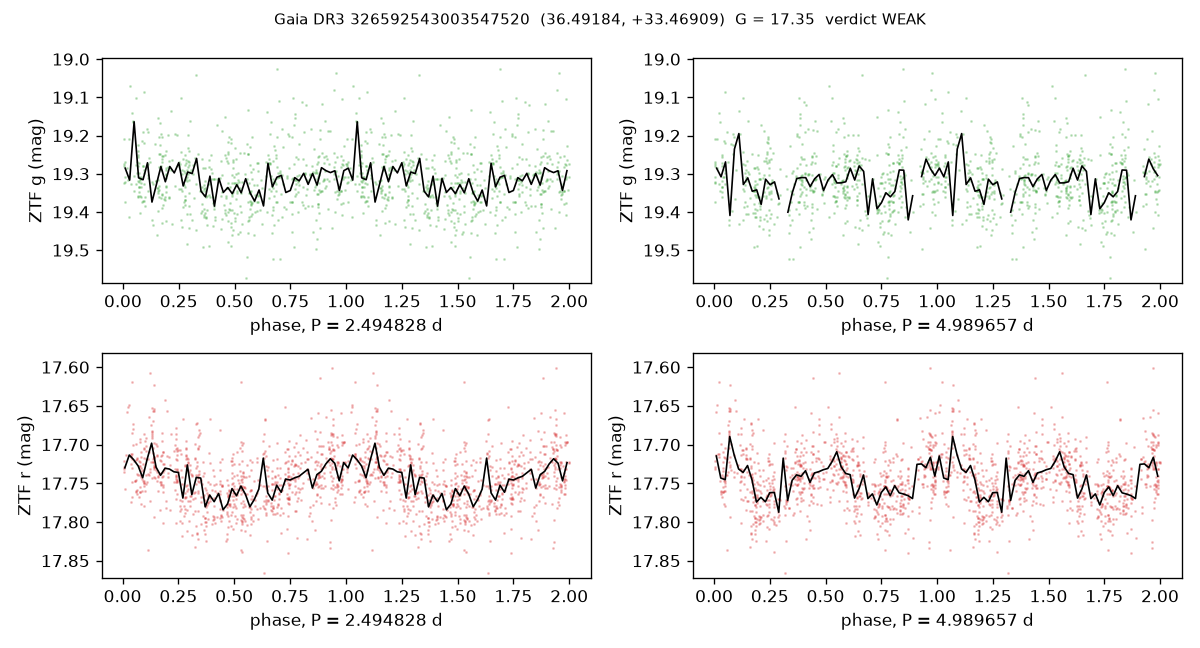 Gaia DR3 326592543003547520  (36.49184, +33.46909)  G = 17.35  verdict WEAK
ZTF g (mag)
19.0
19.1
19.2
19.3
19.4
19.5
0.00 0.25 0.50 0.75 1.00 1.25 1.50 1.75 2.00
phase, P = 2.494828 d
ZTF g (mag)
19.0
19.1
19.2
19.3
19.4
19.5
0.00 0.25 0.50 0.75 1.00 1.25 1.50 1.75 2.00
phase, P = 4.989657 d
ZTF r (mag)
17.60
17.65
17.70
17.75
17.80
17.85
0.00 0.25 0.50 0.75 1.00 1.25 1.50 1.75 2.00
phase, P = 2.494828 d
ZTF r (mag)
17.60
17.65
17.70
17.75
17.80
17.85
0.00 0.25 0.50 0.75 1.00 1.25 1.50 1.75 2.00
phase, P = 4.989657 d